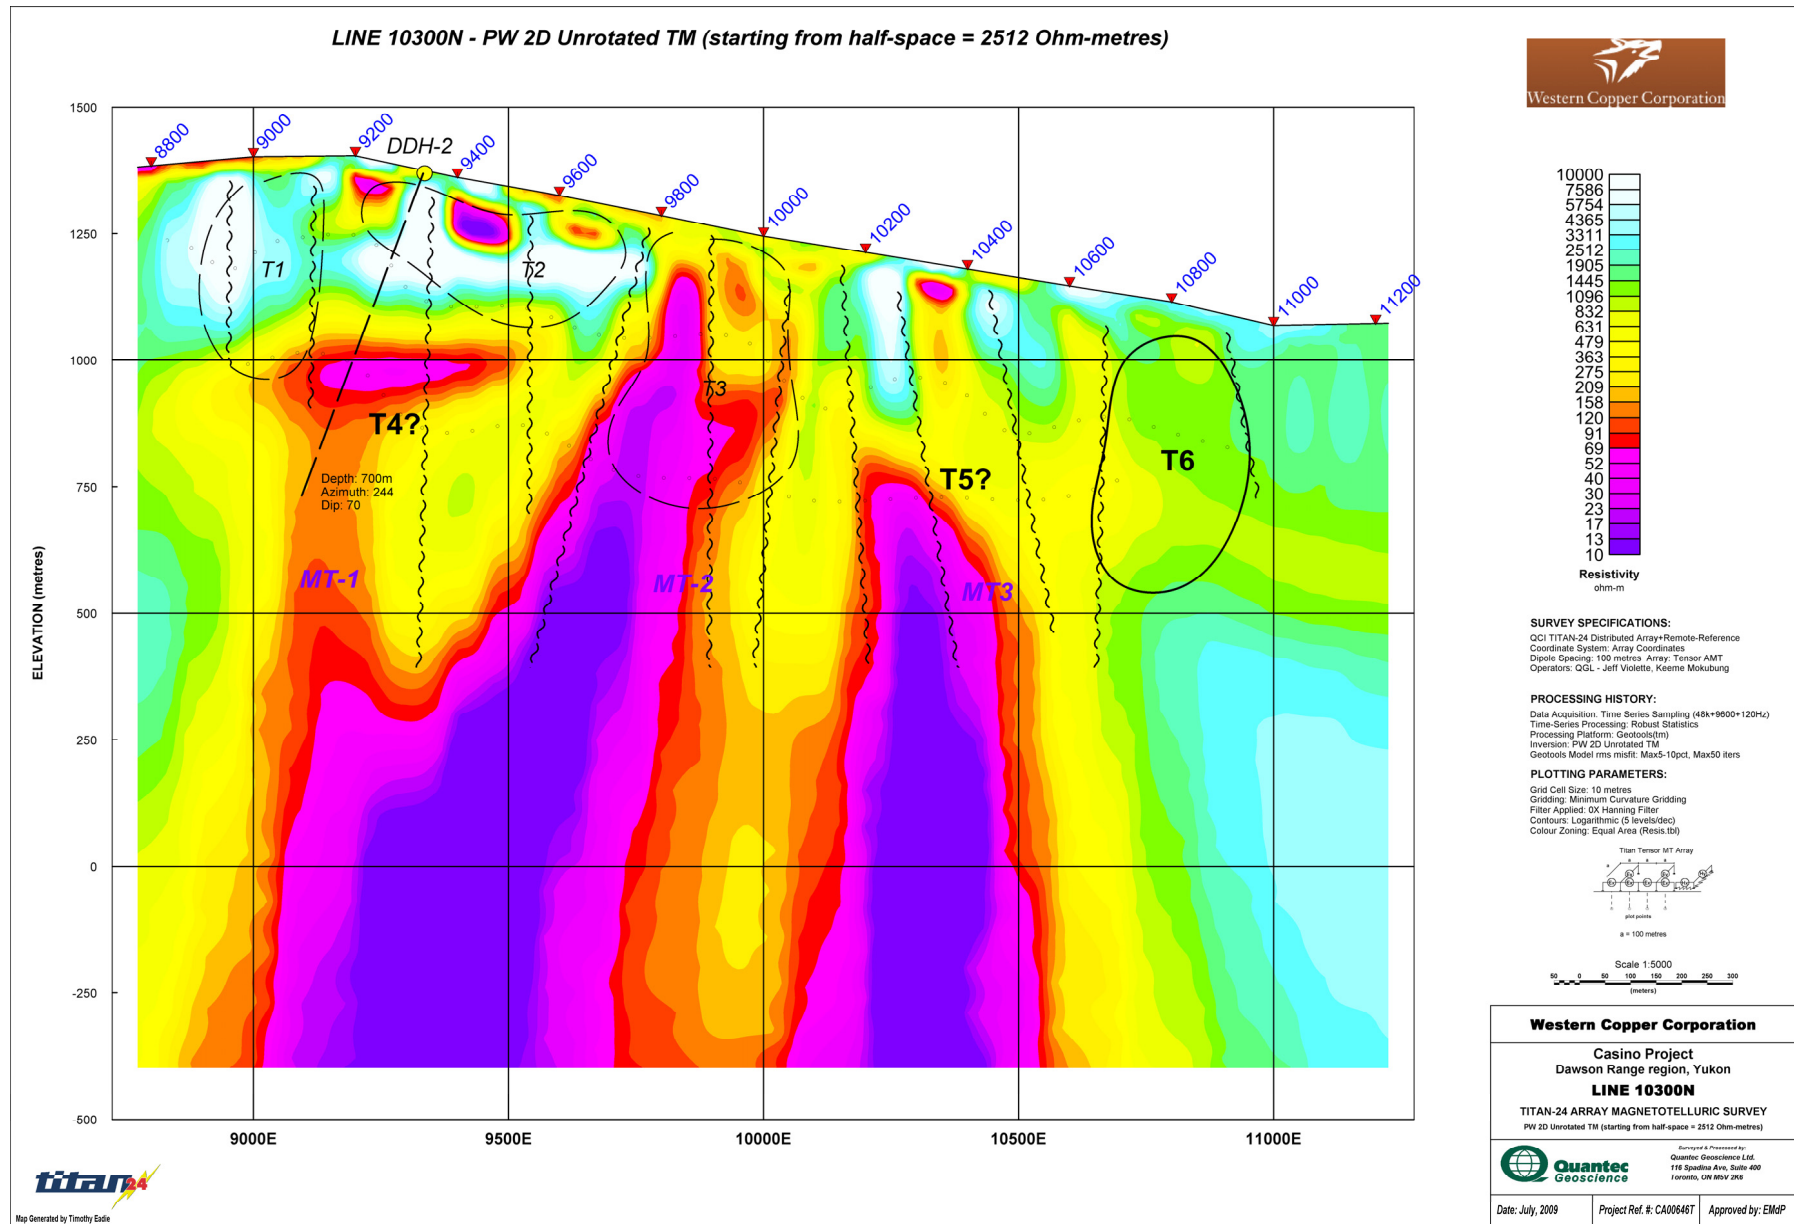 LINE 10300N - PW 2D Unrotated TM (starting from half-space = 2512 Ohm-metres)
Western Copper Corporation
1500
1250
1000
750
500
250
0
-250
-500
ELEVATION (metres)
8800
9000
9200
DDH-2
9400
9600
9800
10000
10200
10400
10600
10800
11000
11200
T1
T2
T3
T4?
T5?
T6
Depth: 700m
Azimuth: 244
Dip: 70
MT-1
MT-2
MT3
9000E
9500E
10000E
10500E
11000E
10000
7586
5754
4365
3311
2512
1905
1445
1096
832
631
479
363
275
209
158
120
91
69
52
40
30
23
17
13
10
Resistivity
ohm-m
SURVEY SPECIFICATIONS:
QCI TITAN-24 Distributed Array+Remote-Reference
Coordinate System: Array Coordinates
Dipole Spacing: 100 metres Array: Tensor AMT
Operators: QGL - Jeff Violette, Keeme Mokubung
PROCESSING HISTORY:
Data Acquisition: Time Series Sampling (48k+9600+120Hz)
Time-Series Processing: Robust Statistics
Processing Platform: Geotools(tm)
Inversion: PW 2D Unrotated TM
Geotools Model rms misfit: Max5-10pct, Max50 iters
PLOTTING PARAMETERS:
Grid Cell Size: 10 metres
Gridding: Minimum Curvature Gridding
Filter Applied: 0X Hanning Filter
Contours: Logarithmic (5 levels/dec)
Colour Zoning: Equal Area (Resis.tbl)
Titan Tensor MT Array
a a a
a
plot points
a = 100 metres
Scale 1:5000
50 0 50 100 150 200 250 300
(meters)
Western Copper Corporation
Casino Project
Dawson Range region, Yukon
LINE 10300N
TITAN-24 ARRAY MAGNETOTELLURIC SURVEY
PW 2D Unrotated TM (starting from half-space = 2512 Ohm-metres)
Quantec
Geoscience
Surveyed & Processed by:
Quantec Geoscience Ltd.
116 Spadina Ave, Suite 400
Toronto, ON M5V 2K6
Date: July, 2009
Project Ref. #: CA00646T
Approved by: EMdP
titan24
Map Generated by Timothy Eadie